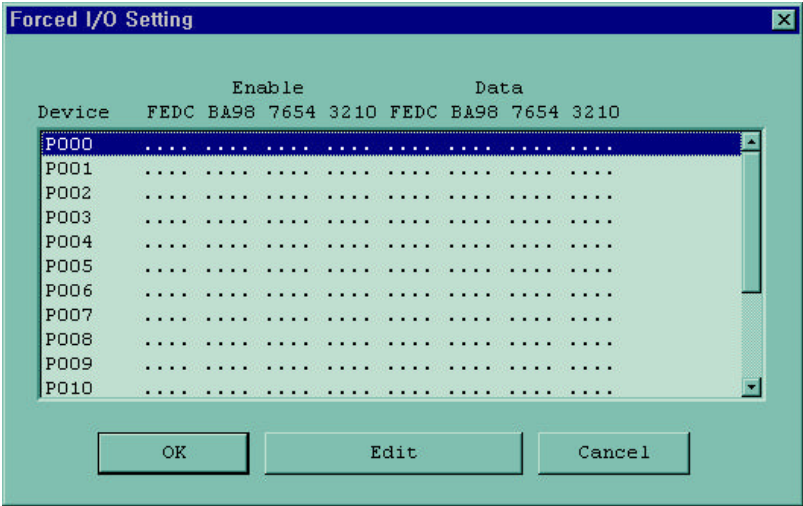 Forced I/O Setting
Enable Data
Device FEDC BA98 7654 3210 FEDC BA98 7654 3210
P000 .... .... .... .... .... .... .... ....
P001 .... .... .... .... .... .... .... ....
P002 .... .... .... .... .... .... .... ....
P003 .... .... .... .... .... .... .... ....
P004 .... .... .... .... .... .... .... ....
P005 .... .... .... .... .... .... .... ....
P006 .... .... .... .... .... .... .... ....
P007 .... .... .... .... .... .... .... ....
P008 .... .... .... .... .... .... .... ....
P009 .... .... .... .... .... .... .... ....
P010 .... .... .... .... .... .... .... ....
OK Edit Cancel